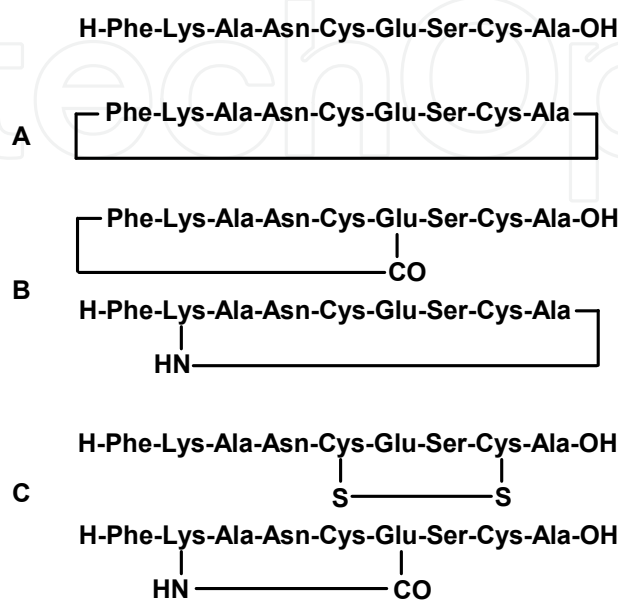 H-Phe-Lys-Ala-Asn-Cys-Glu-Ser-Cys-Ala-OH
A
Phe-Lys-Ala-Asn-Cys-Glu-Ser-Cys-Ala
Phe-Lys-Ala-Asn-Cys-Glu-Ser-Cys-Ala-OH
CO
B
H-Phe-Lys-Ala-Asn-Cys-Glu-Ser-Cys-Ala
HN
H-Phe-Lys-Ala-Asn-Cys-Glu-Ser-Cys-Ala-OH
S S
C
H-Phe-Lys-Ala-Asn-Cys-Glu-Ser-Cys-Ala-OH
HN CO